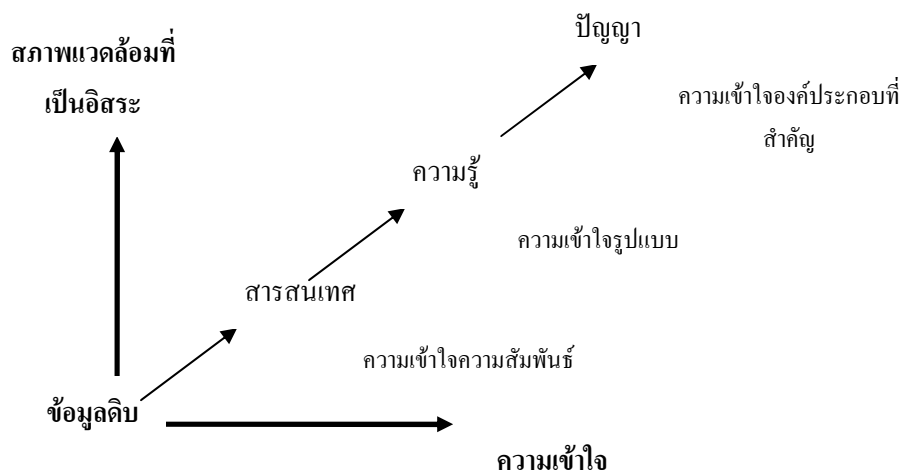 ปัญญา
สภาพแวดล้อมที่
เป็นอิสระ
ความเข้าใจองค์ประกอบที่
สำคัญ
ความรู้
ความเข้าใจรูปแบบ
สารสนเทศ
ความเข้าใจความสัมพันธ์
ข้อมูลดิบ
ความเข้าใจ